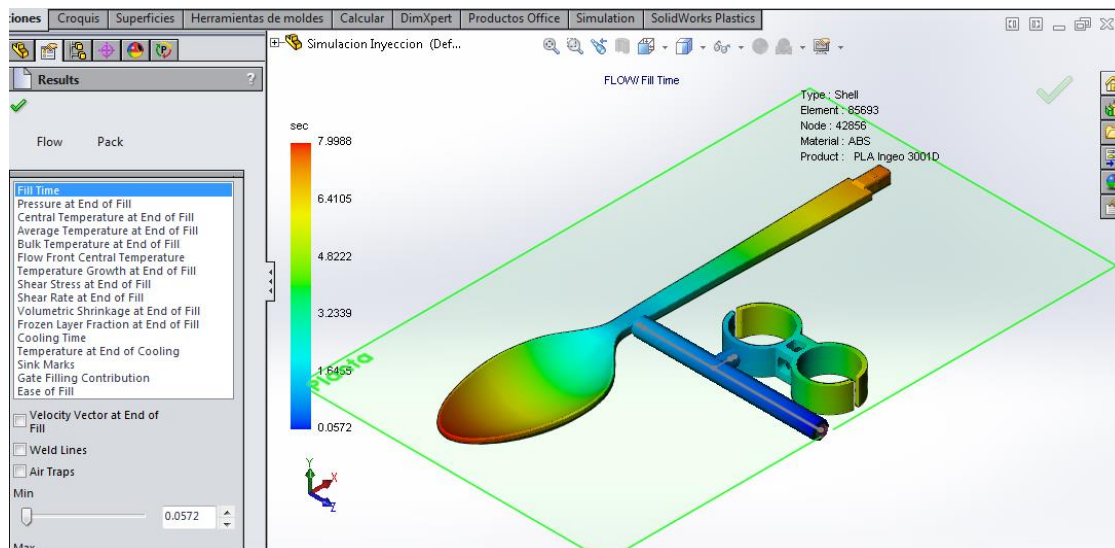 ciones Croquis Superficies Herramientas de moldes Calcular DimXpert Productos Office Simulation SolidWorks Plastics
Simulacion Inyeccion (Def...
Results ?
FLOW/ Fill Time
Type : Shell
Element : 85693
Node : 42856
Material : ABS
Product : PLA Ingeo 3001D
Flow Pack
sec
7.9988
6.4105
4.8222
3.2339
1.6455
0.0572
Fill Time
Pressure at End of Fill
Central Temperature at End of Fill
Average Temperature at End of Fill
Bulk Temperature at End of Fill
Flow Front Central Temperature
Temperature Growth at End of Fill
Shear Stress at End of Fill
Shear Rate at End of Fill
Volumetric Shrinkage at End of Fill
Frozen Layer Fraction at End of Fill
Cooling Time
Temperature at End of Cooling
Sink Marks
Gate Filling Contribution
Ease of Fill
Planta
Velocity Vector at End of
Fill
Weld Lines
Air Traps
Min
0.0572
Max
Y
X
Z